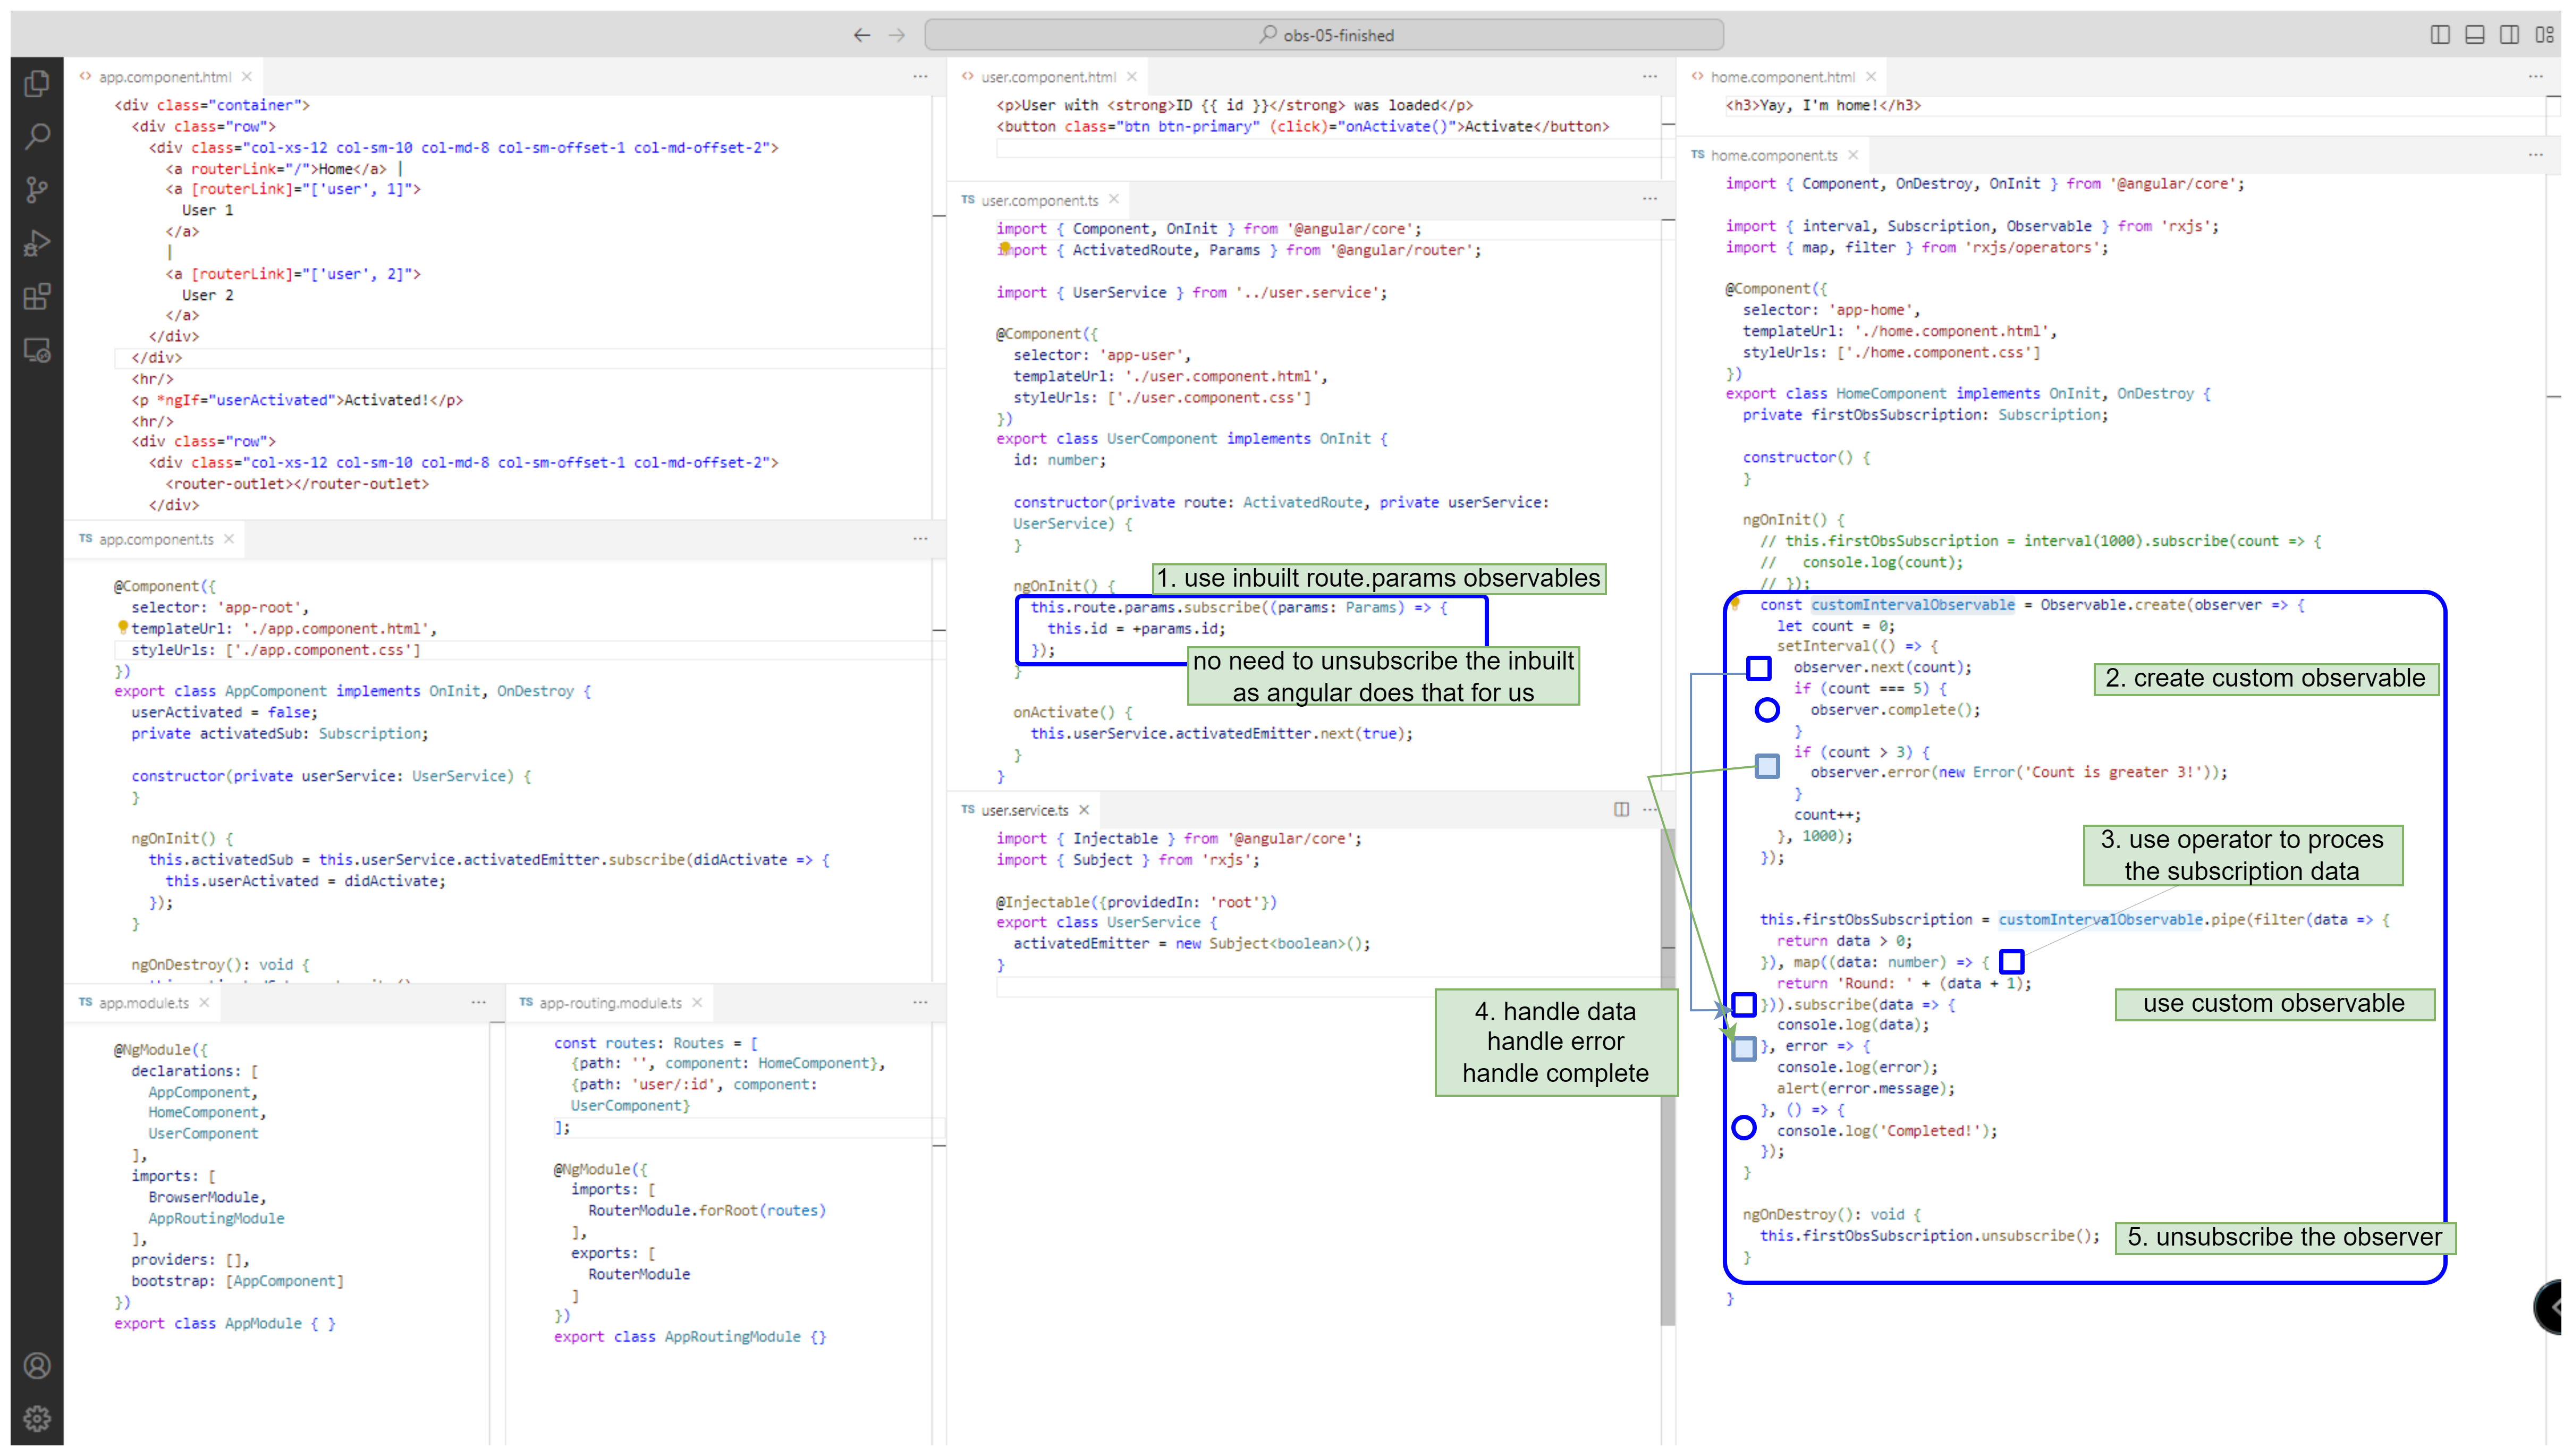 obs-05-finished
app.component.html
<div class="container">
<div class="row">
<div class="col-xs-12 col-sm-10 col-md-8 col-sm-offset-1 col-md-offset-2">
<a routerLink="/">Home</a> |
<a [routerLink]="['user', 1]">
User 1
</a>
|
<a [routerLink]="['user', 2]">
User 2
</a>
</div>
</div>
<hr/>
<p *ngIf="userActivated">Activated!</p>
<hr/>
<div class="row">
<div class="col-xs-12 col-sm-10 col-md-8 col-sm-offset-1 col-md-offset-2">
<router-outlet></router-outlet>
</div>
TS app.component.ts
@Component({
selector: 'app-root',
templateUrl: './app.component.html',
styleUrls: ['./app.component.css']
})
export class AppComponent implements OnInit, OnDestroy {
userActivated = false;
private activatedSub: Subscription;
constructor(private userService: UserService) {
}
ngOnInit() {
this.activatedSub = this.userService.activatedEmitter.subscribe(didActivate => {
this.userActivated = didActivate;
});
}
ngOnDestroy(): void {
TS app.module.ts
@NgModule({
declarations: [
AppComponent,
HomeComponent,
UserComponent
],
imports: [
BrowserModule,
AppRoutingModule
],
providers: [],
bootstrap: [AppComponent]
})
export class AppModule { }
TS app-routing.module.ts
const routes: Routes = [
{path: '', component: HomeComponent},
{path: 'user/:id', component:
UserComponent}
];
@NgModule({
imports: [
RouterModule.forRoot(routes)
],
exports: [
RouterModule
]
})
export class AppRoutingModule {}
user.component.html
<p>User with <strong>ID {{ id }}</strong> was loaded</p>
<button class="btn btn-primary" (click)="onActivate()">Activate</button>
TS user.component.ts
import { Component, OnInit } from '@angular/core';
import { ActivatedRoute, Params } from '@angular/router';
import { UserService } from '../user.service';
@Component({
selector: 'app-user',
templateUrl: './user.component.html',
styleUrls: ['./user.component.css']
})
export class UserComponent implements OnInit {
id: number;
constructor(private route: ActivatedRoute, private userService:
UserService) {
}
ngOnInit() {
1. use inbuilt route.params observables
this.route.params.subscribe((params: Params) => {
this.id = +params.id;
});
no need to unsubscribe the inbuilt
as angular does that for us
}
onActivate() {
this.userService.activatedEmitter.next(true);
}
}
TS user.service.ts
import { Injectable } from '@angular/core';
import { Subject } from 'rxjs';
@Injectable({providedIn: 'root'})
export class UserService {
activatedEmitter = new Subject<boolean>();
}
4. handle data
handle error
handle complete
home.component.html
<h3>Yay, I'm home!</h3>
TS home.component.ts
import { Component, OnDestroy, OnInit } from '@angular/core';
import { interval, Subscription, Observable } from 'rxjs';
import { map, filter } from 'rxjs/operators';
@Component({
selector: 'app-home',
templateUrl: './home.component.html',
styleUrls: ['./home.component.css']
})
export class HomeComponent implements OnInit, OnDestroy {
private firstObsSubscription: Subscription;
constructor() {
}
ngOnInit() {
// this.firstObsSubscription = interval(1000).subscribe(count => {
// console.log(count);
// });
const customIntervalObservable = Observable.create(observer => {
let count = 0;
setInterval(() => {
observer.next(count);
2. create custom observable
if (count === 5) {
observer.complete();
}
if (count > 3) {
observer.error(new Error('Count is greater 3!'));
}
count++;
}, 1000);
});
3. use operator to proces
the subscription data
this.firstObsSubscription = customIntervalObservable.pipe(filter(data => {
return data > 0;
}), map((data: number) => {
return 'Round: ' + (data + 1);
})).subscribe(data => {
use custom observable
console.log(data);
}, error => {
console.log(error);
alert(error.message);
}, () => {
console.log('Completed!');
});
}
ngOnDestroy(): void {
this.firstObsSubscription.unsubscribe();
5. unsubscribe the observer
}
}